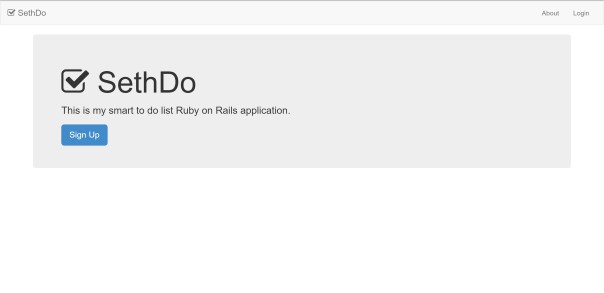 SethDo
About
Login
SethDo
This is my smart to do list Ruby on Rails application.
Sign Up